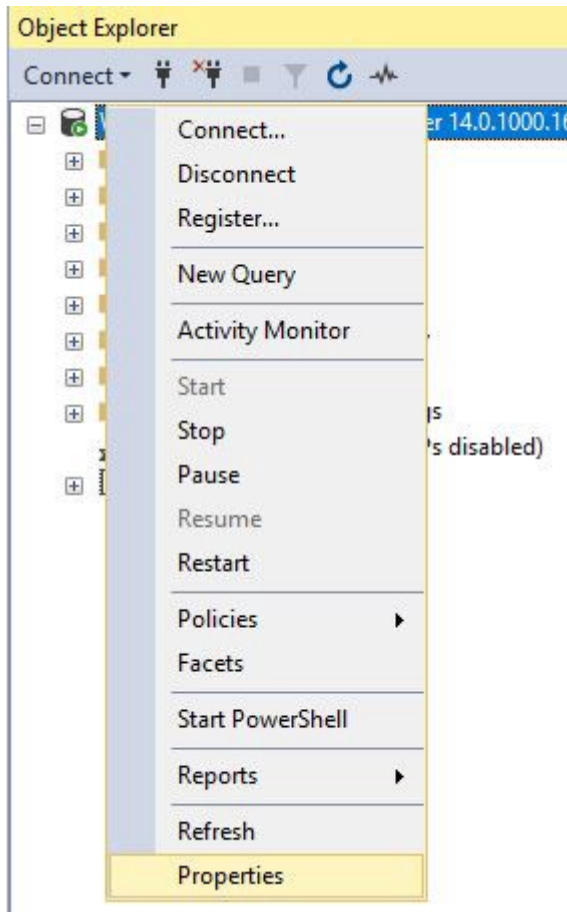 Object Explorer
Connect
er 14.0.1000.16
Connect...
Disconnect
Register...
New Query
Activity Monitor
Start
Stop
Pause
Resume
Restart
Policies
Facets
Start PowerShell
Reports
Refresh
Properties
gs
's disabled)